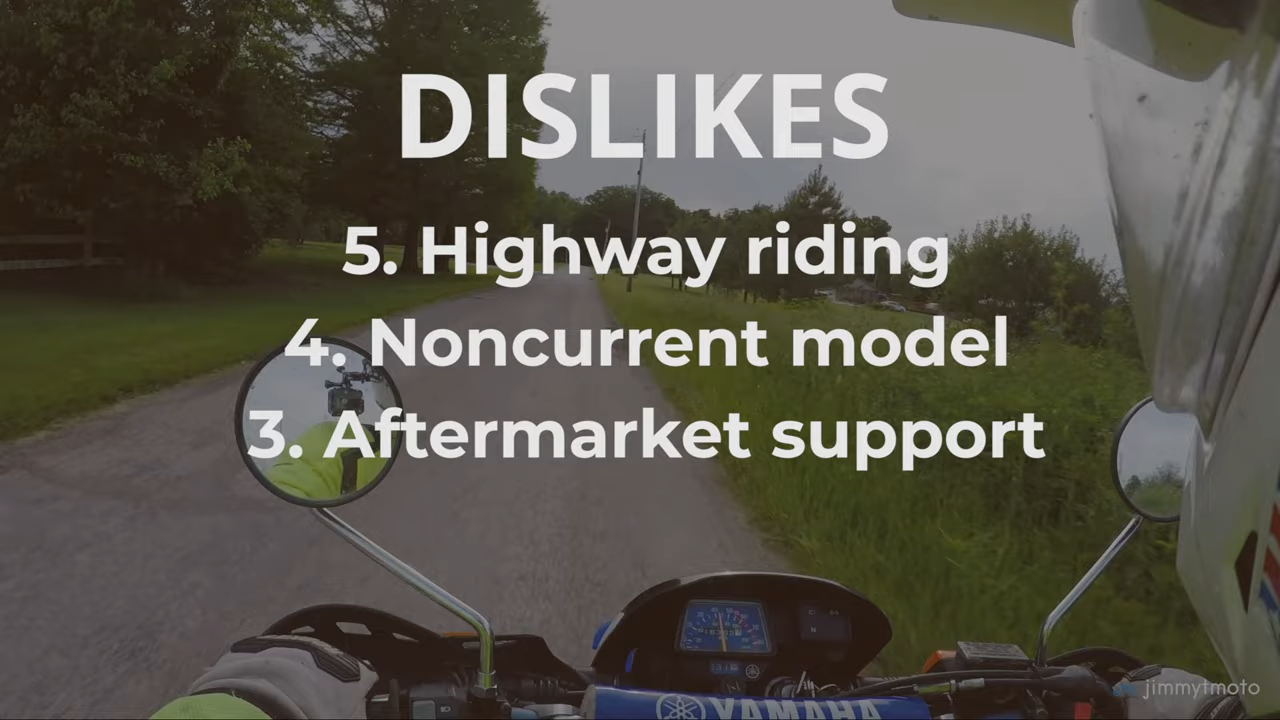 DISLIKES
5. Highway riding
4. Noncurrent model
3. Aftermarket support
YAMAHA
jimmytmoto